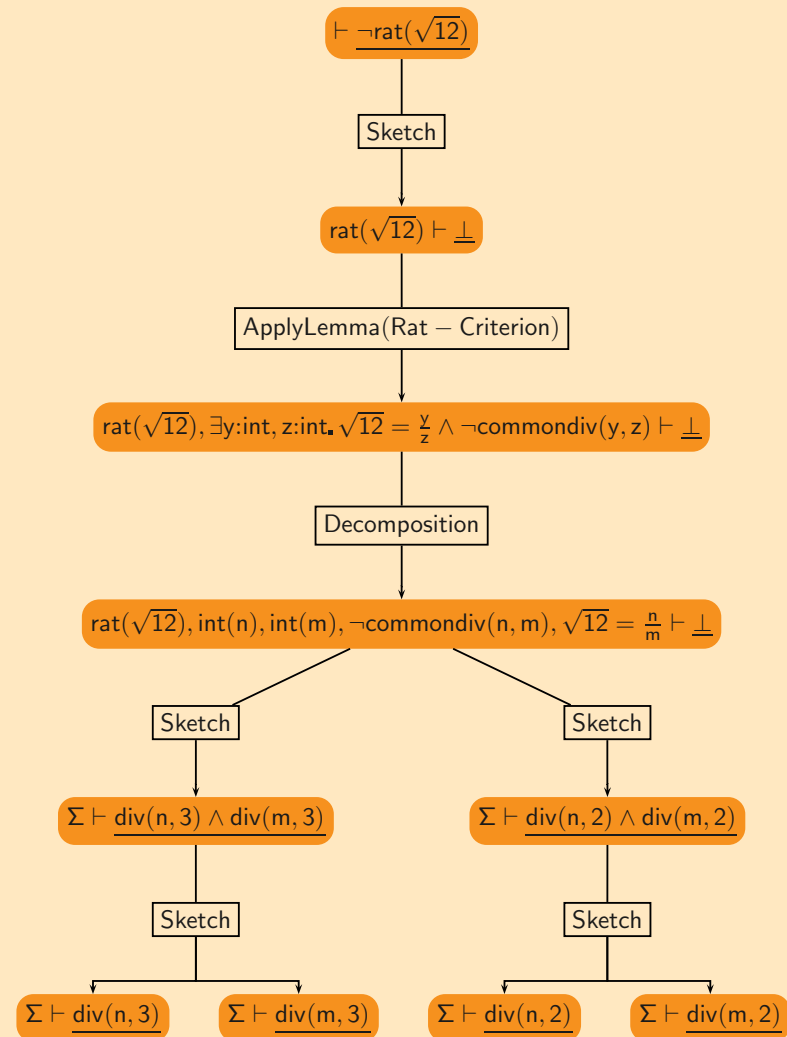 ⊢ ¬rat(√12)
Sketch
rat(√12) ⊢ ⊥
ApplyLemma(Rat − Criterion)
rat(√12), ∃y:int, z:int. √12 = y/z ∧ ¬commondiv(y, z) ⊢ ⊥
Decomposition
rat(√12), int(n), int(m), ¬commondiv(n, m), √12 = n/m ⊢ ⊥
Sketch Sketch
Σ ⊢ div(n, 3) ∧ div(m, 3) Σ ⊢ div(n, 2) ∧ div(m, 2)
Sketch Sketch
Σ ⊢ div(n, 3) Σ ⊢ div(m, 3) Σ ⊢ div(n, 2) Σ ⊢ div(m, 2)